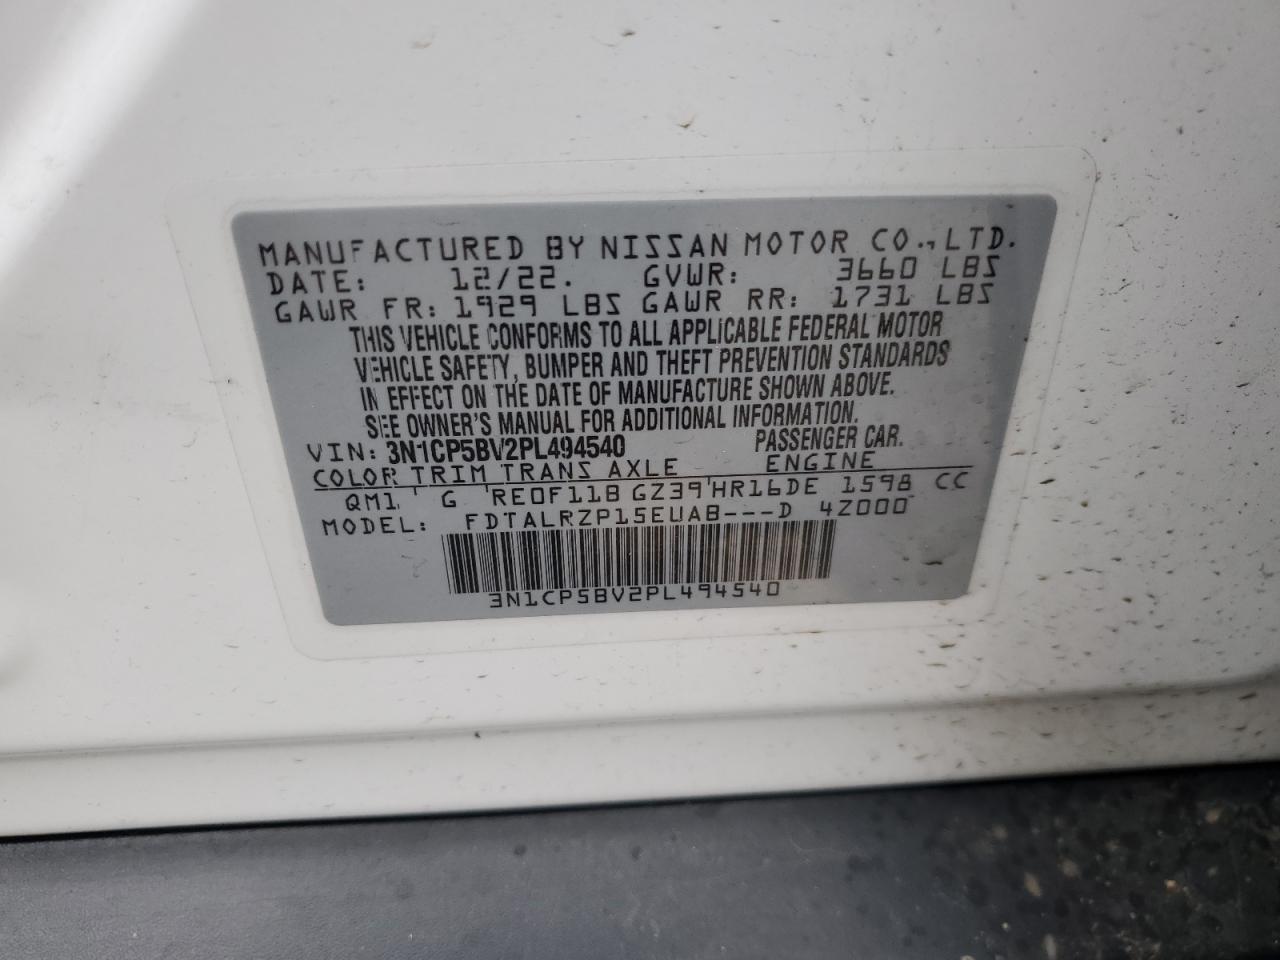 MANUFACTURED BY NISSAN MOTOR CO., LTD.
DATE: 12/22. GVWR: 3660 LBS
GAWR FR: 1929 LBS GAWR RR: 1731 LBS
THIS VEHICLE CONFORMS TO ALL APPLICABLE FEDERAL MOTOR
VEHICLE SAFETY, BUMPER AND THEFT PREVENTION STANDARDS
IN EFFECT ON THE DATE OF MANUFACTURE SHOWN ABOVE.
SEE OWNER'S MANUAL FOR ADDITIONAL INFORMATION.
VIN: 3N1CP5BV2PL494540 PASSENGER CAR.
COLOR TRIM TRANS AXLE ENGINE
QM1 G RE0F11B GZ39 HR16DE 1598 CC
MODEL: FDTALRZP15EUAB---D 4Z000
3N1CP5BV2PL494540